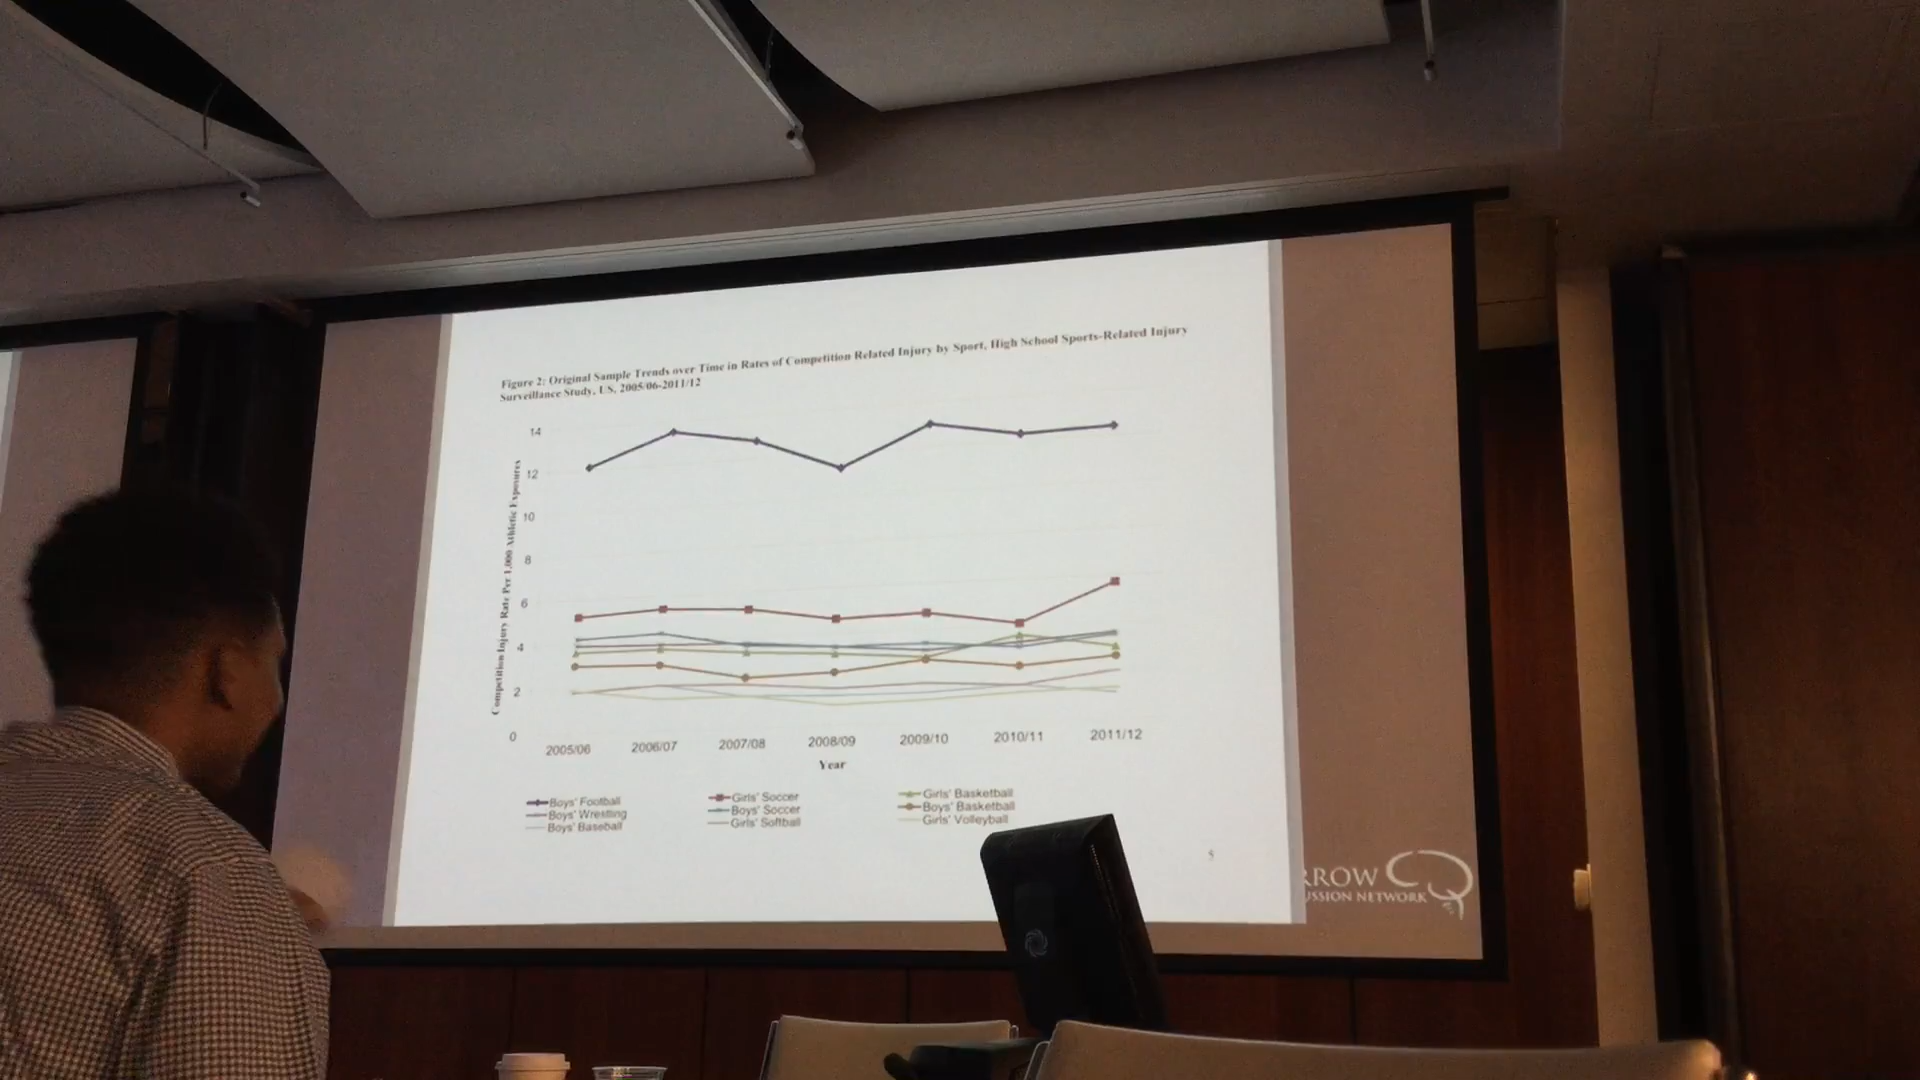 Figure 2: Original Sample Trends over Time in Rates of Competition Related Injury by Sport, High School Sports-Related Injury
Surveillance Study, US, 2005/06-2011/12
Competition Injury Rate Per 1,000 Athletic Exposures
14
12
10
8
6
4
2
0
2005/06 2006/07 2007/08 2008/09 2009/10 2010/11 2011/12
Year
Boys' Football Girls' Soccer Girls' Basketball
Boys' Wrestling Boys' Soccer Boys' Basketball
Boys' Baseball Girls' Softball Girls' Volleyball
5
RROW
USSION NETWORK